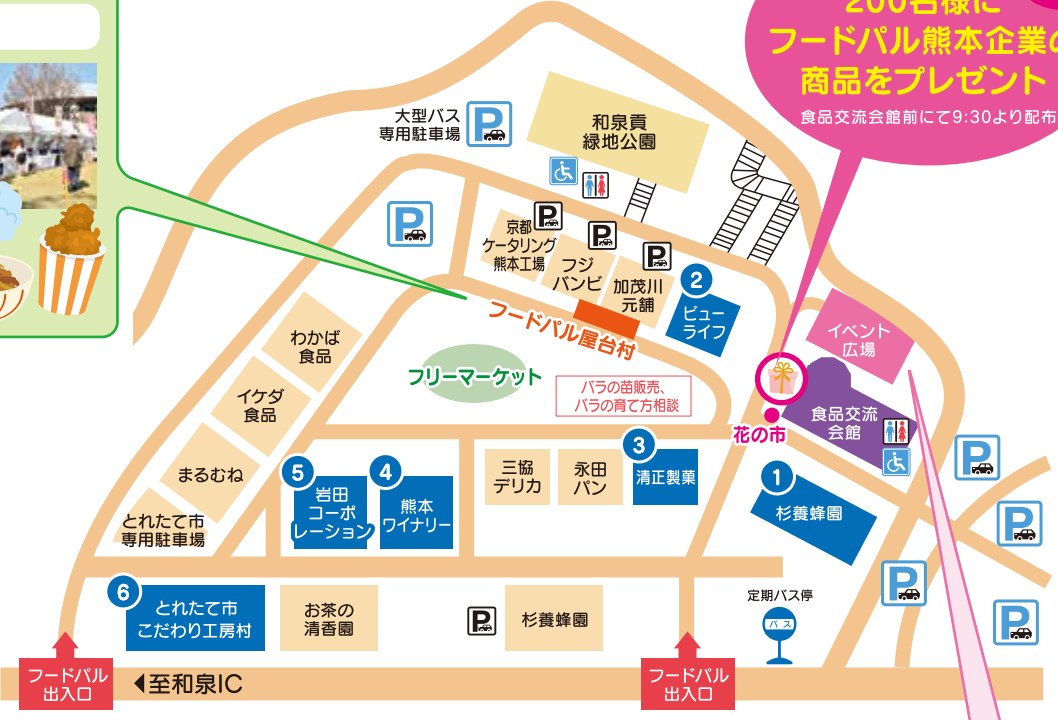 200名様に
フードパル熊本企業の
商品をプレゼント
食品交流会館前にて9:30より配布
大型バス
専用駐車場
P
和泉貢
緑地公園
P
京都
ケータリング
熊本工場
P
フジ
バンビ
P
加茂川
元舗
P
2
ビュー
ライフ
フードパル屋台村
イベント
広場
わかば
食品
フリーマーケット
バラの苗販売、
バラの育て方相談
イケダ
食品
食品交流
会館
花の市
まるむね
5
岩田
コーポ
レーション
4
熊本
ワイナリー
三協
デリカ
永田
パン
3
清正製菓
1
杉養蜂園
P
P
P
P
とれたて市
専用駐車場
6
とれたて市
こだわり工房村
お茶の
清香園
P
杉養蜂園
定期バス停
バス
フードパル
出入口
◀至和泉IC
フードパル
出入口